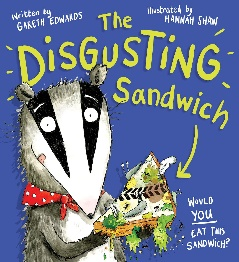 Written by
Gareth Edwards
illustrated by
Hannah Shaw
The
Disgusting
Sandwich
Would
YOU
eat this
Sandwich?